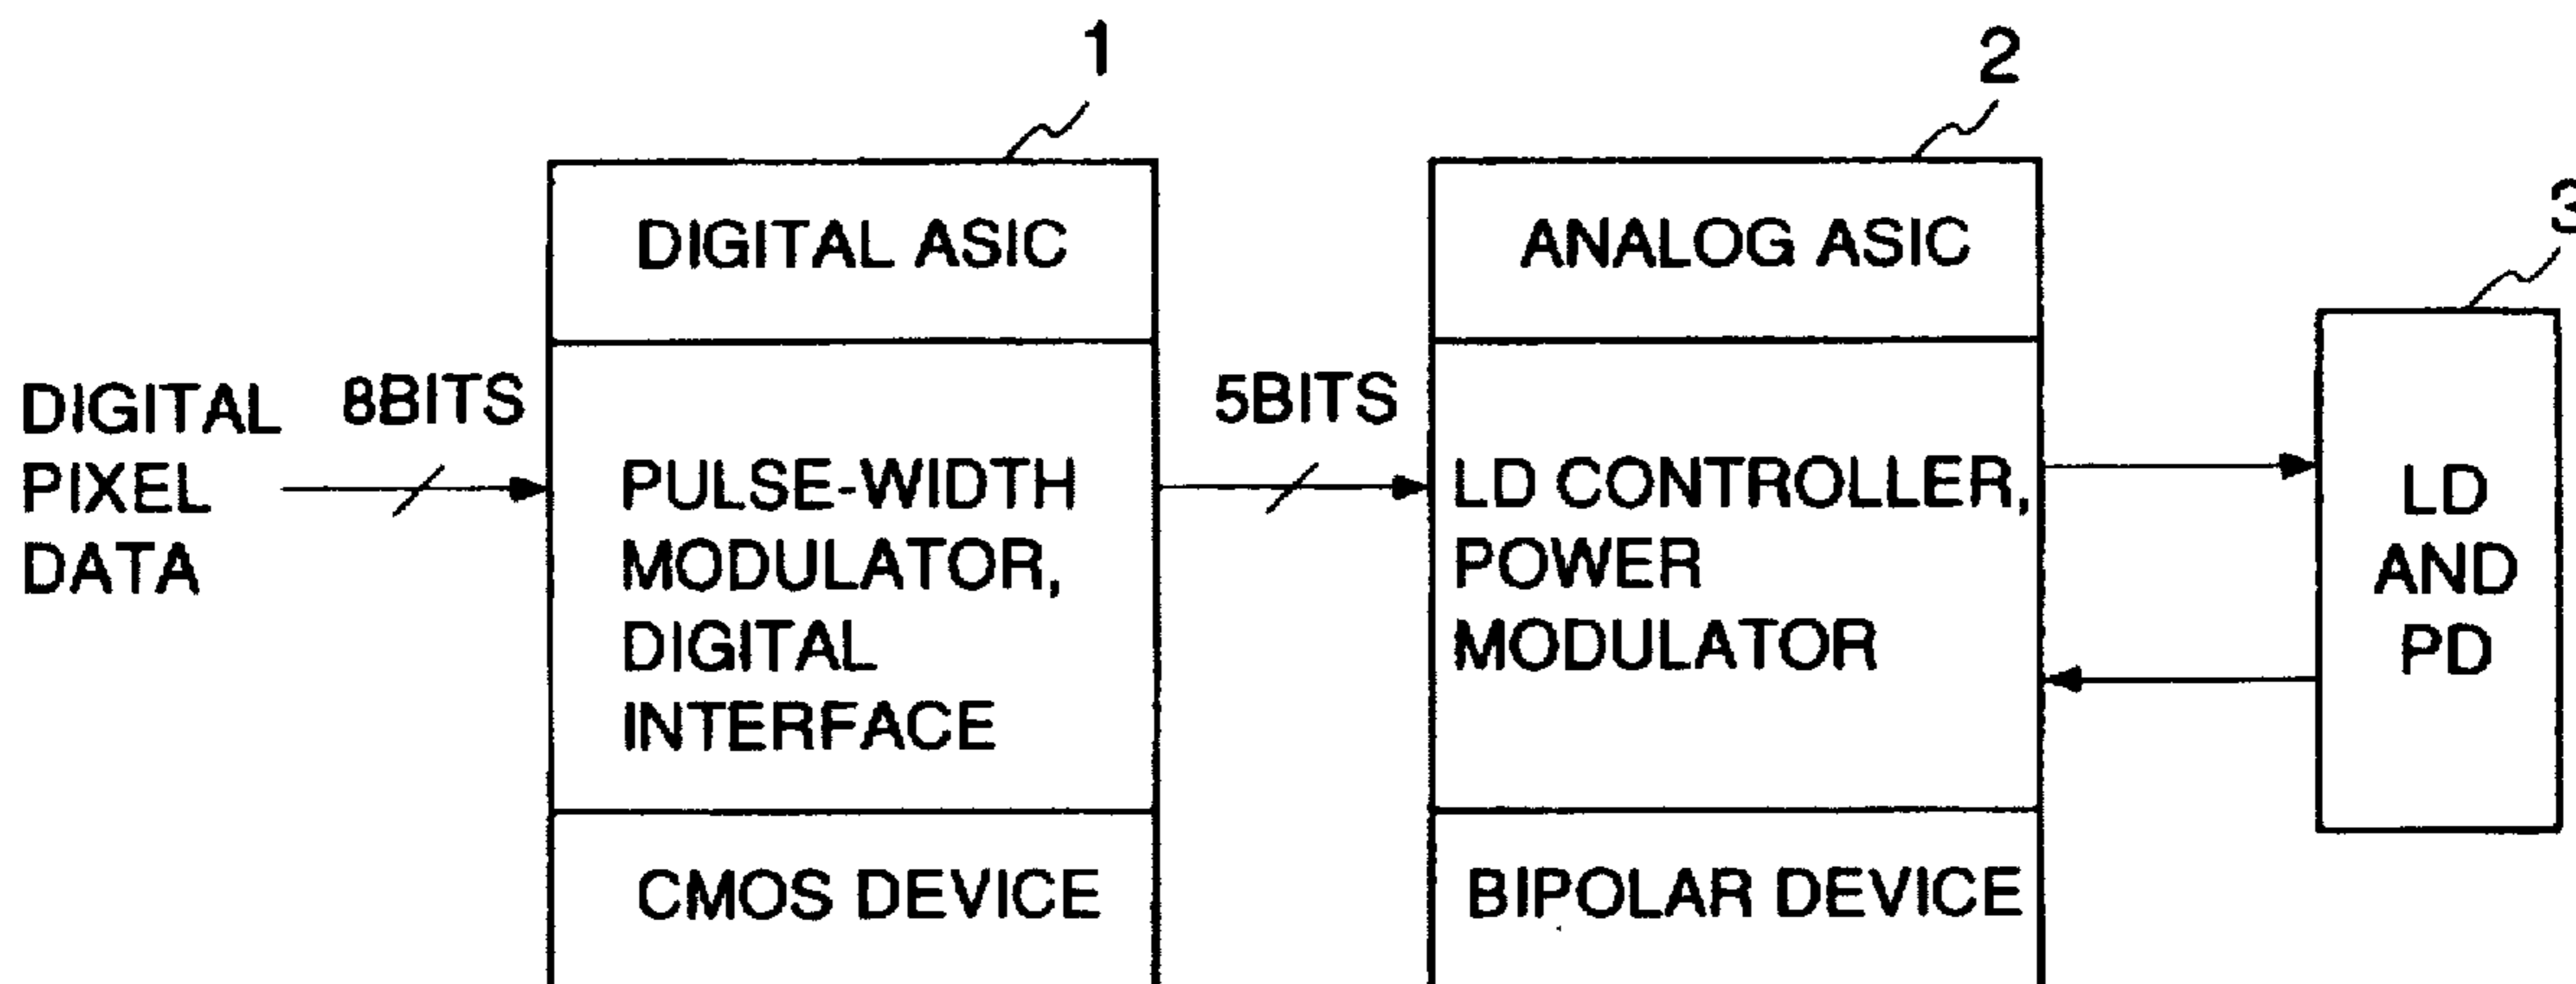 1
2
3
DIGITAL ASIC
ANALOG ASIC
DIGITAL
PIXEL
DATA
8BITS
PULSE-WIDTH
MODULATOR,
DIGITAL
INTERFACE
5BITS
LD CONTROLLER,
POWER
MODULATOR
LD
AND
PD
CMOS DEVICE
BIPOLAR DEVICE